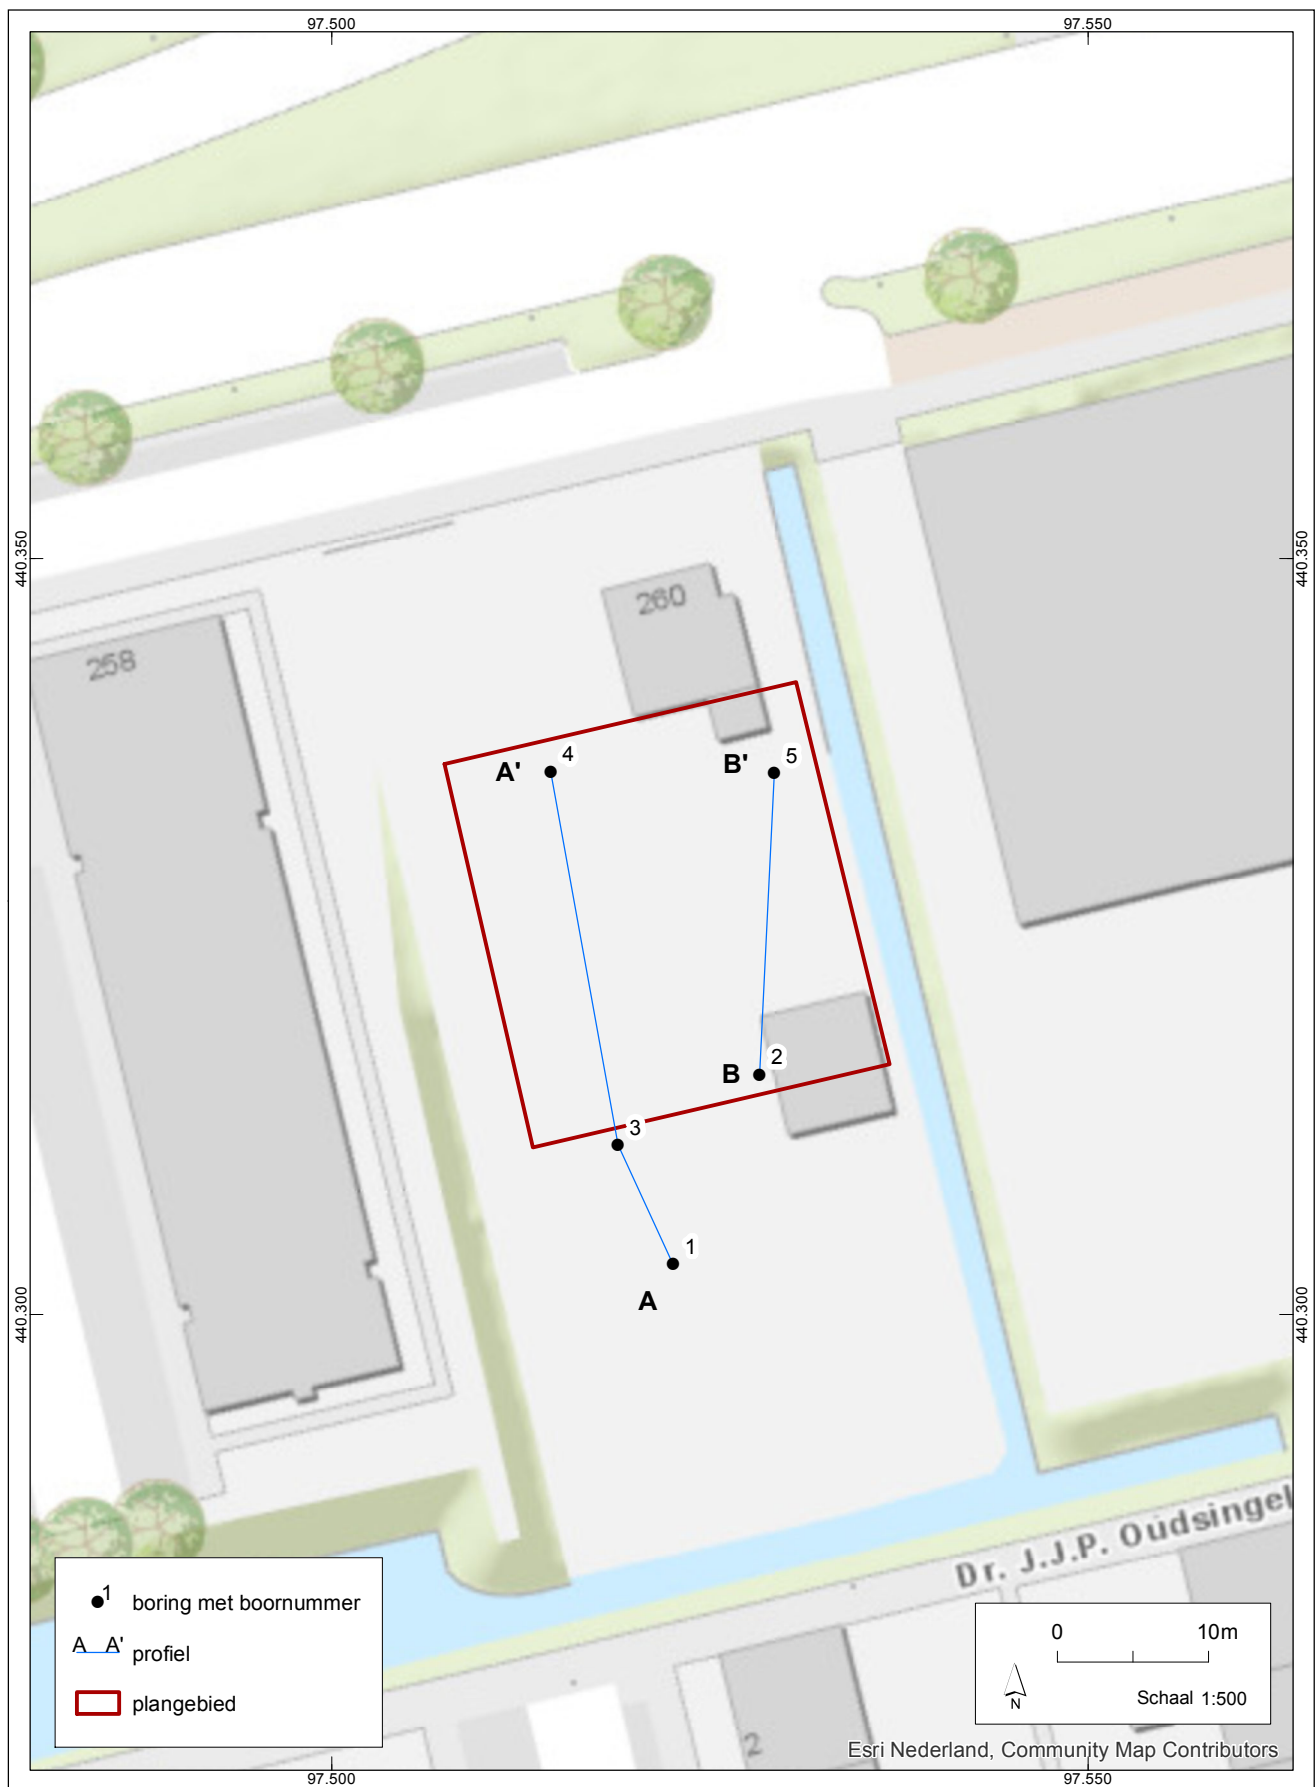 97.500
97.550
440.350
440.350
260
258
4
A'
5
B'
2
B
3
1
A
440.300
440.300
Dr. J.J.P. Oudsingel
1
boring met boornummer
A A'
profiel
plangebied
0 10m
N
Schaal 1:500
2
Esri Nederland, Community Map Contributors
97.500
97.550